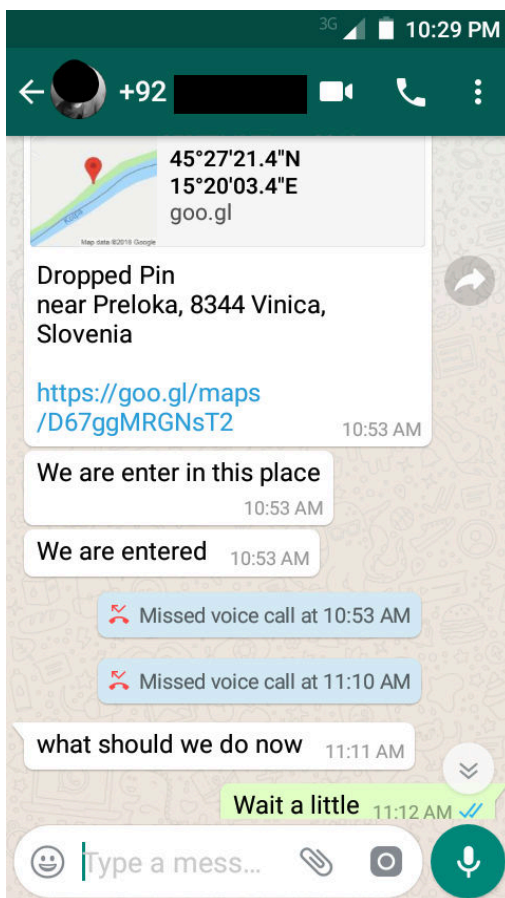 3G 10:29 PM
+92
45°27'21.4"N
15°20'03.4"E
goo.gl
Kolpa
Map data ©2018 Google
Dropped Pin
near Preloka, 8344 Vinica,
Slovenia
https://goo.gl/maps
/D67ggMRGNsT2 10:53 AM
We are enter in this place
10:53 AM
We are entered 10:53 AM
Missed voice call at 10:53 AM
Missed voice call at 11:10 AM
what should we do now 11:11 AM
Wait a little 11:12 AM
Type a mess...